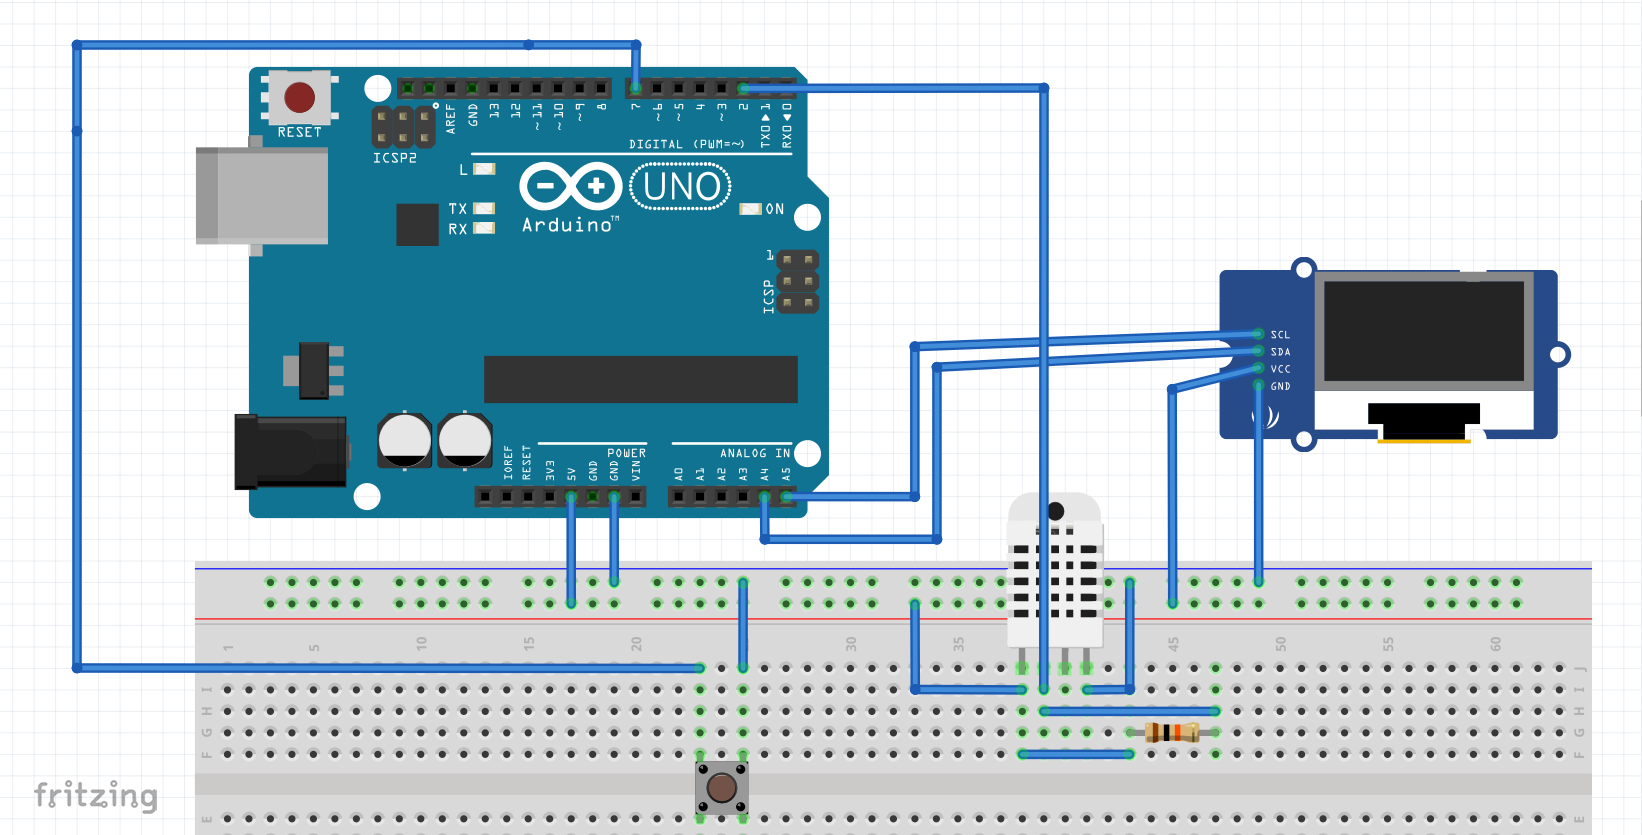 RESET
ICSP2
AREF
GND
13
12
~11
~10
~9
8
7
~6
~5
4
~3
2
TX0▶1
RX0◀0
DIGITAL (PWM=~)
L
TX
RX
UNO
Arduino™
ON
1
ICSP
SCL
SDA
VCC
GND
POWER
ANALOG IN
IOREF
RESET
3V3
5V
GND
GND
VIN
A0
A1
A2
A3
A4
A5
1 5 10 15 20 30 35 45 50 55 60
J J
I I
H H
G G
F F
E E
fritzing